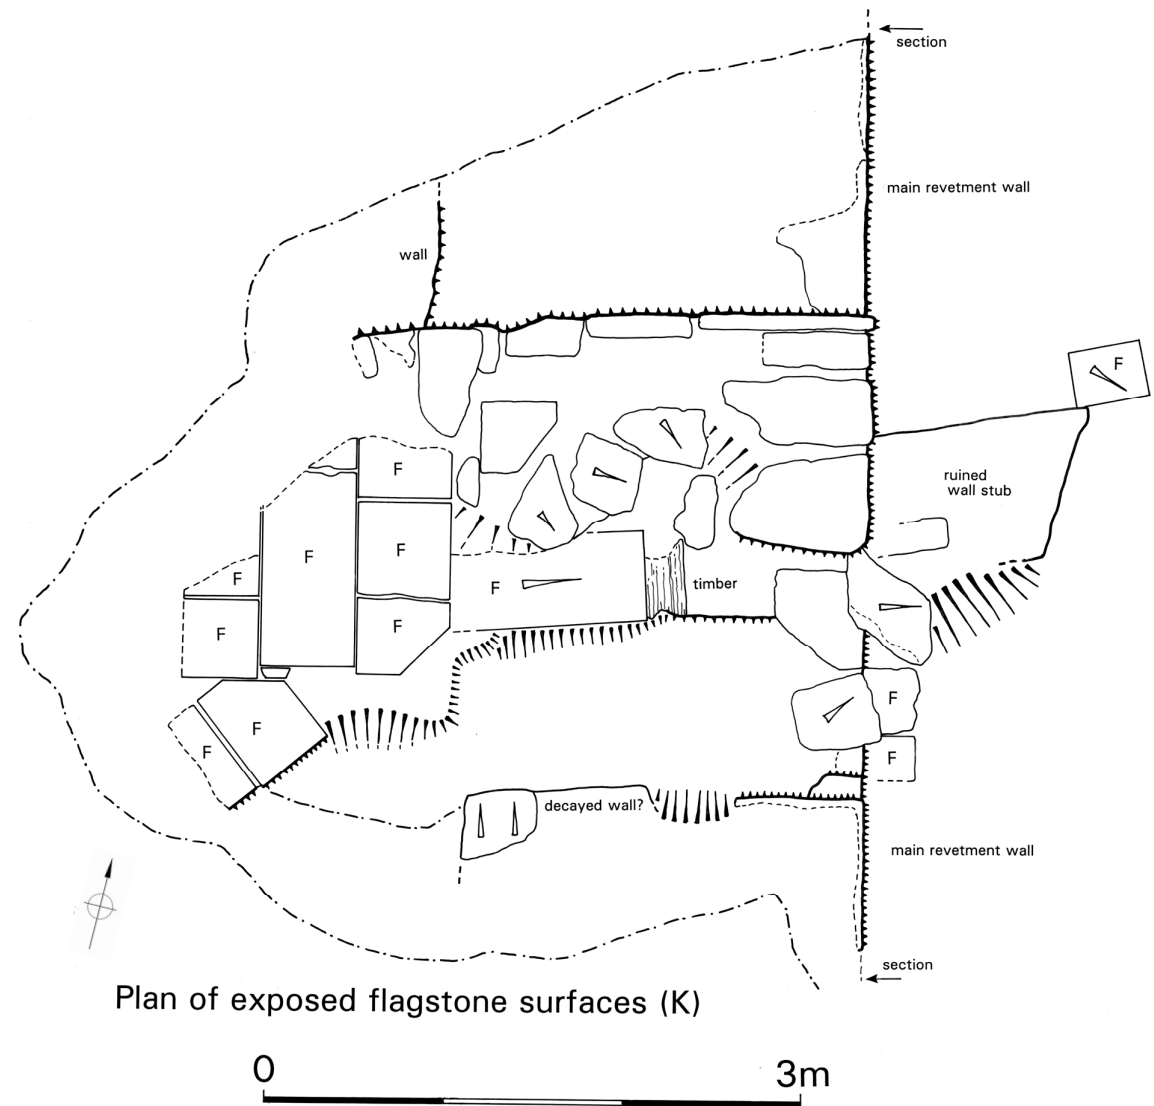 section
main revetment wall
wall
F
F
ruined
wall stub
F
F
F
F
timber
F
F
F
F
F
F
F
decayed wall?
main revetment wall
section
Plan of exposed flagstone surfaces (K)
0 3m